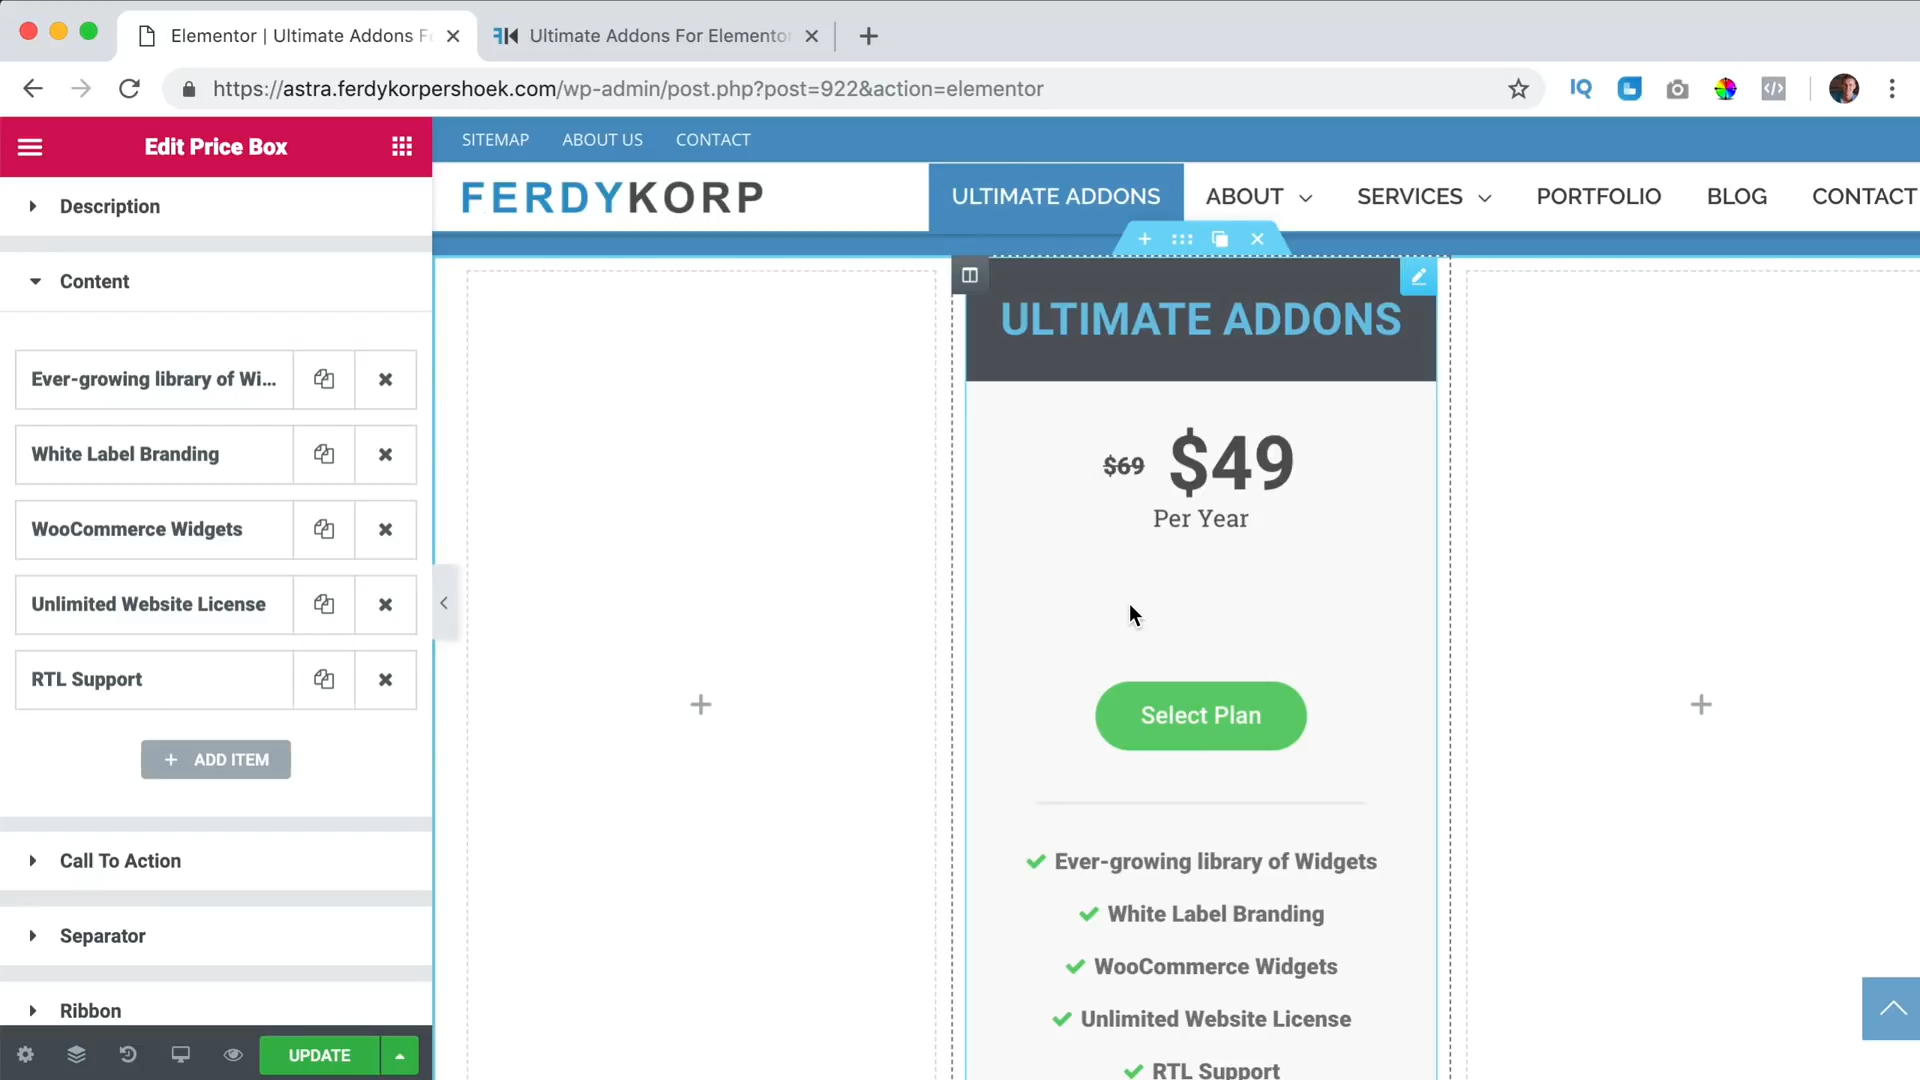 Elementor | Ultimate Addons F
Ultimate Addons For Elemento
https://astra.ferdykorpershoek.com/wp-admin/post.php?post=922&action=elementor
IQ
Edit Price Box
Description
Content
Ever-growing library of Wi...
White Label Branding
WooCommerce Widgets
Unlimited Website License
RTL Support
+ ADD ITEM
Call To Action
Separator
Ribbon
UPDATE
SITEMAP ABOUT US CONTACT
FERDYKORP
ULTIMATE ADDONS ABOUT SERVICES PORTFOLIO BLOG CONTACT
ULTIMATE ADDONS
$69 $49
Per Year
Select Plan
Ever-growing library of Widgets
White Label Branding
WooCommerce Widgets
Unlimited Website License
RTL Support